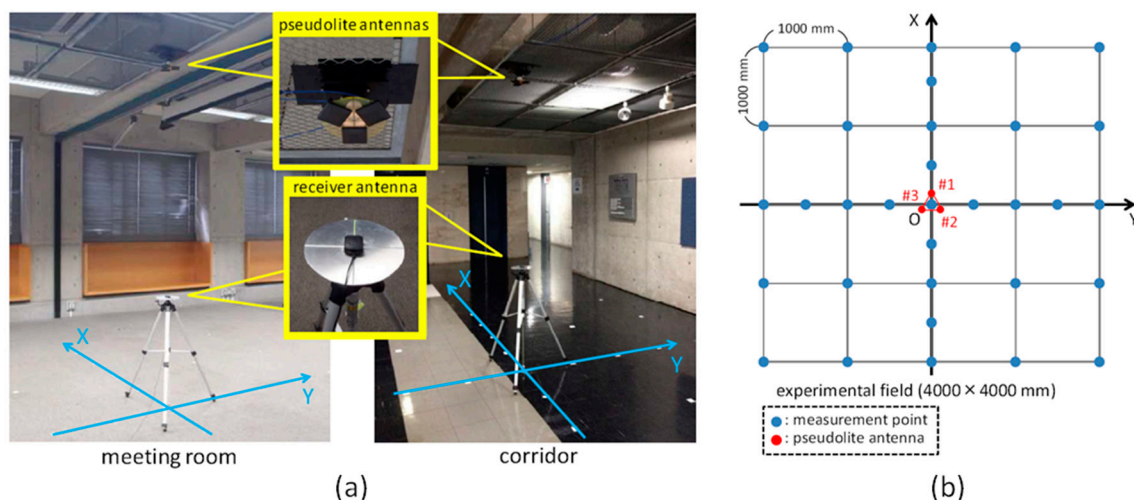 pseudolite antennas
receiver antenna
X
Y
X
Y
meeting room
corridor
(a)
X
1000 mm
1000 mm
#1
#3
#2
O
Y
experimental field (4000 × 4000 mm)
: measurement point
: pseudolite antenna
(b)